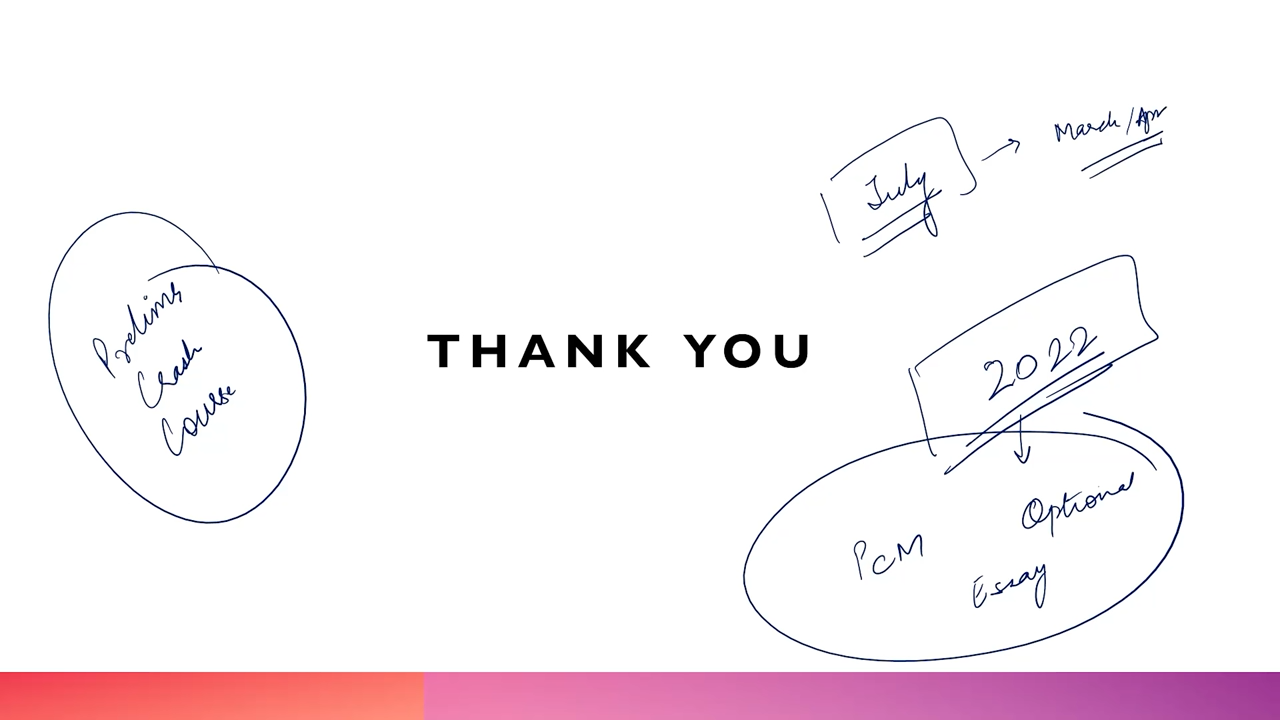 July → March/Apr
Prelims
Crash
Course
THANK YOU
2022
Optional
PCM
Essay